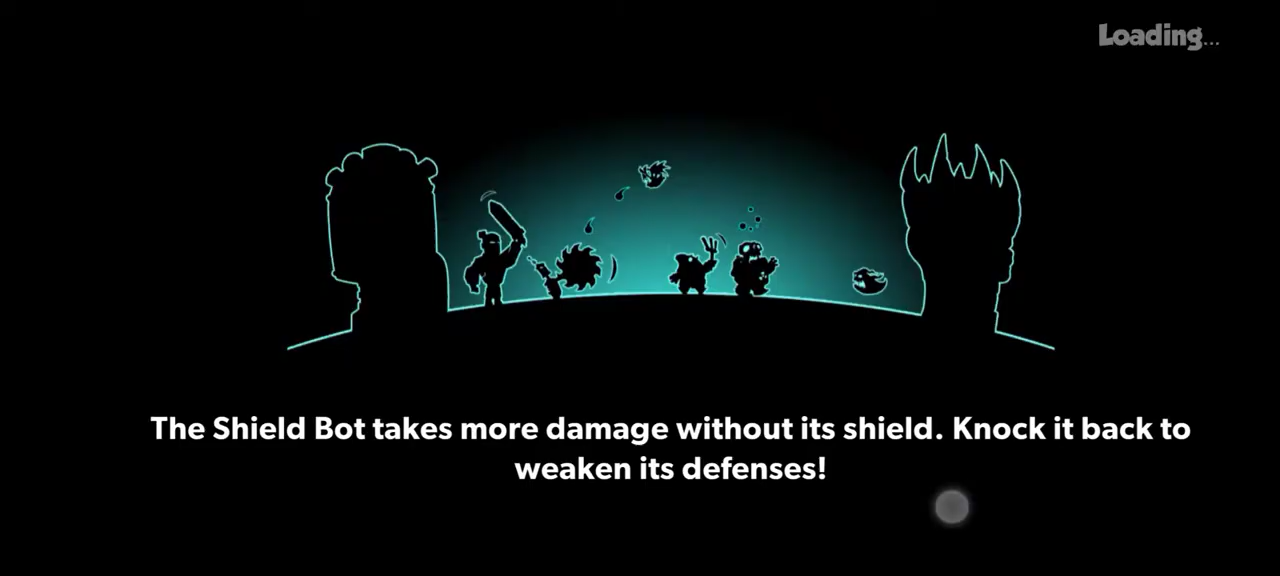 Loading...
The Shield Bot takes more damage without its shield. Knock it back to
weaken its defenses!